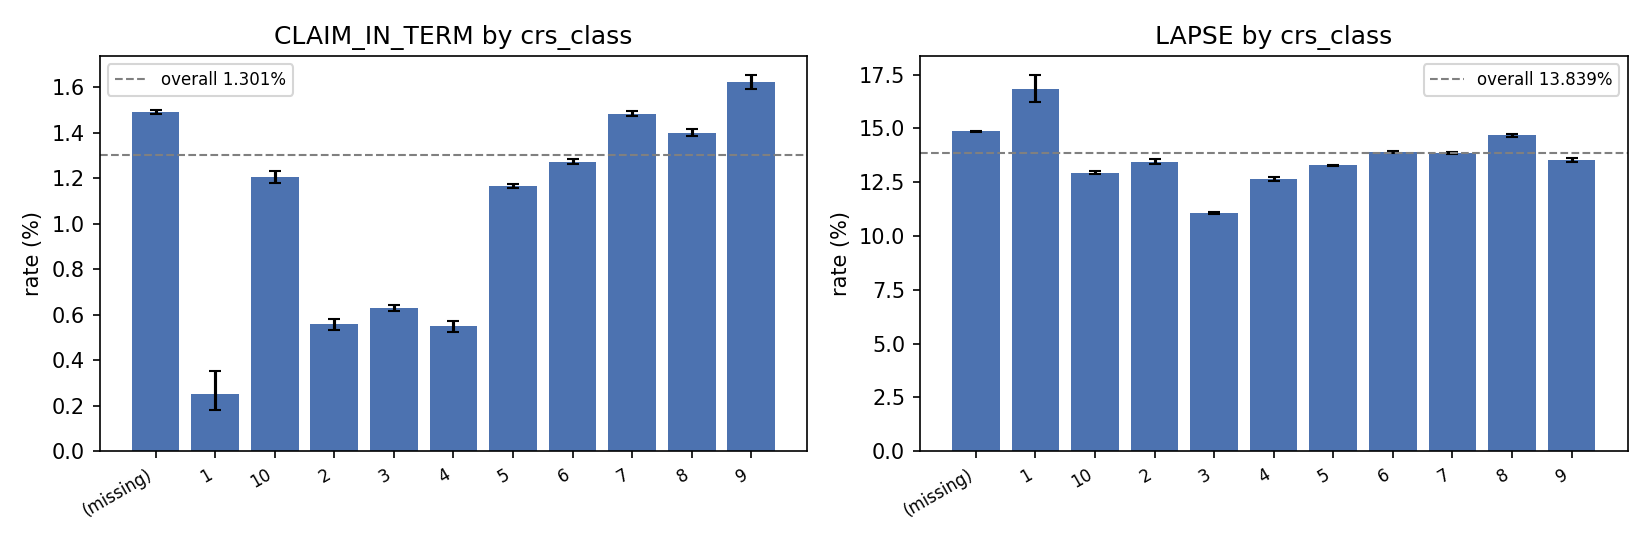 CLAIM_IN_TERM by crs_class
overall 1.301%
rate (%)
1.6
1.4
1.2
1.0
0.8
0.6
0.4
0.2
0.0
(missing) 1 10 2 3 4 5 6 7 8 9
LAPSE by crs_class
overall 13.839%
rate (%)
17.5
15.0
12.5
10.0
7.5
5.0
2.5
0.0
(missing) 1 10 2 3 4 5 6 7 8 9